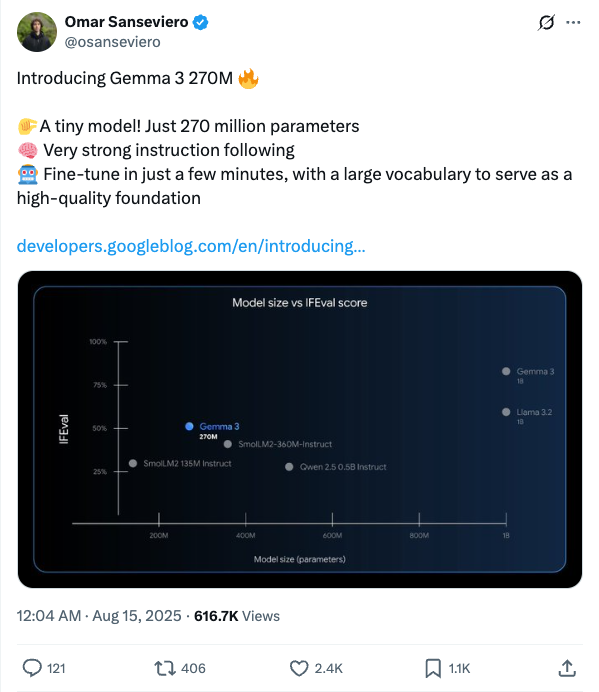 Omar Sanseviero
@osanseviero
Introducing Gemma 3 270M 🔥
🤏A tiny model! Just 270 million parameters
🧠 Very strong instruction following
🤖 Fine-tune in just a few minutes, with a large vocabulary to serve as a
high-quality foundation
developers.googleblog.com/en/introducing...
Model size vs IFEval score
100%
75%
50%
25%
IFEval
Gemma 3
1B
Llama 3.2
1B
Gemma 3
270M
SmolLM2-360M-Instruct
SmolLM2 135M Instruct
Qwen 2.5 0.5B Instruct
200M 400M 600M 800M 1B
Model size (parameters)
12:04 AM · Aug 15, 2025 · 616.7K Views
121 406 2.4K 1.1K